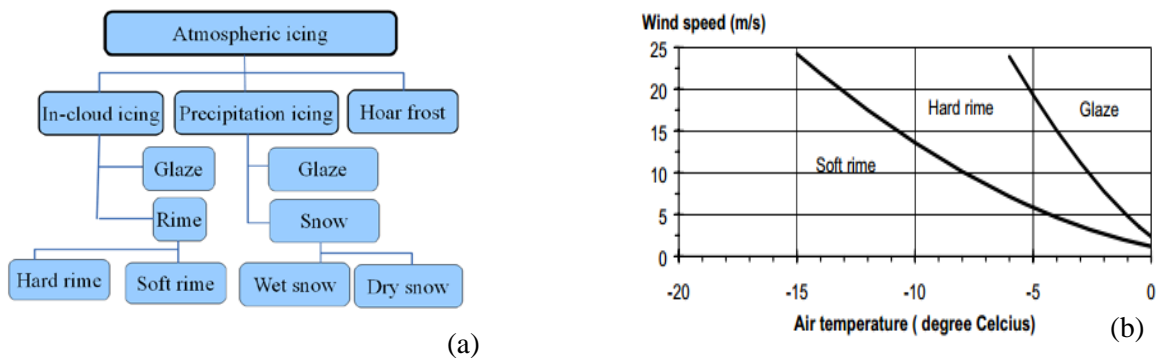 Atmospheric icing
In-cloud icing
Precipitation icing
Hoar frost
Glaze
Glaze
Rime
Snow
Hard rime
Soft rime
Wet snow
Dry snow
(a)
Wind speed (m/s)
25
20
15
10
5
0
Hard rime
Glaze
Soft rime
-20
-15
-10
-5
0
Air temperature ( degree Celcius)
(b)